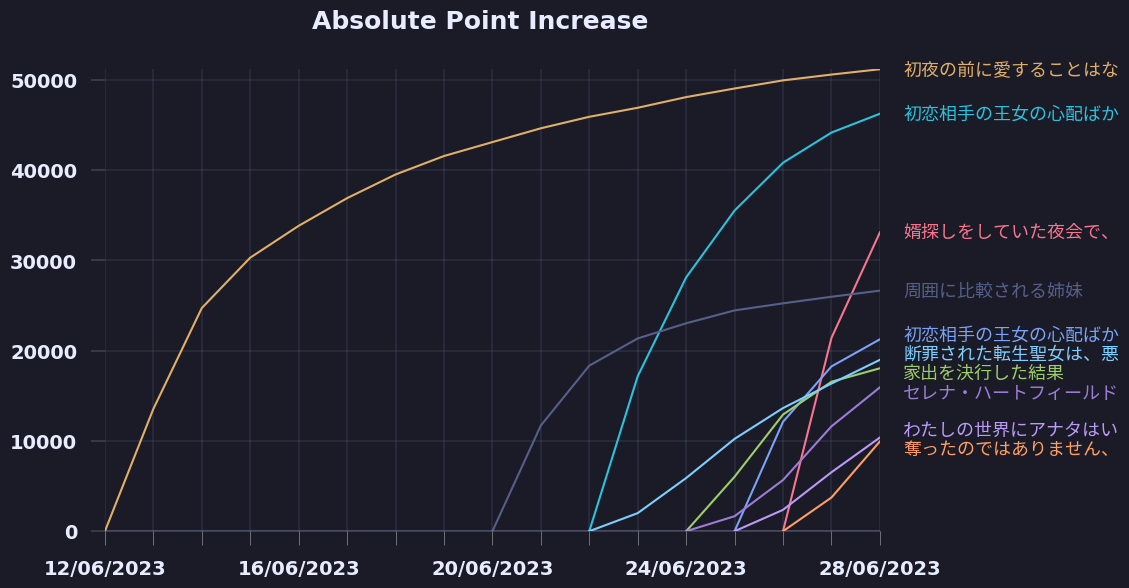 Absolute Point Increase
50000
40000
30000
20000
10000
0
12/06/2023
16/06/2023
20/06/2023
24/06/2023
28/06/2023
初夜の前に愛することはな
初恋相手の王女の心配ばか
婿探しをしていた夜会で、
周囲に比較される姉妹
初恋相手の王女の心配ばか
断罪された転生聖女は、悪
家出を決行した結果
セレナ・ハートフィールド
わたしの世界にアナタはい
奪ったのではありません、